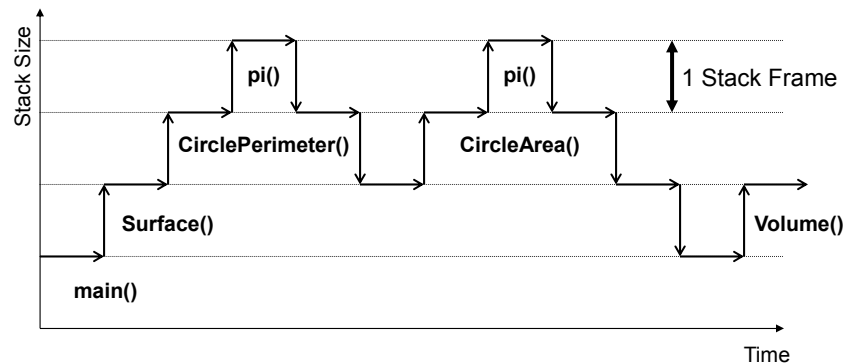 Stack Size
pi()
pi()
1 Stack Frame
CirclePerimeter()
CircleArea()
Surface()
Volume()
main()
Time